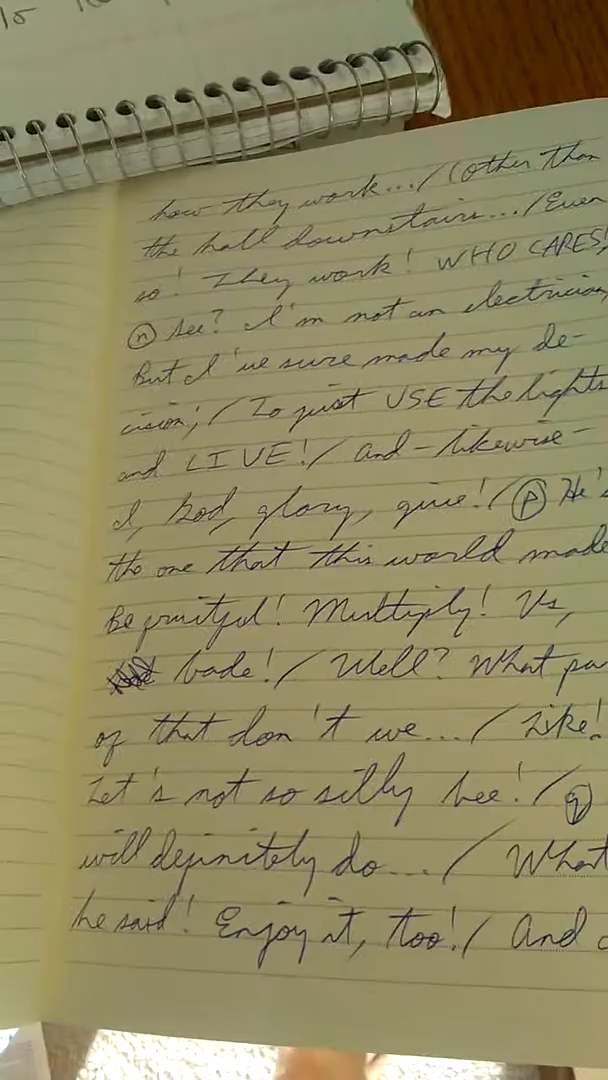 how they work.../(other than
the hall downstairs.../Even
so! They work! WHO CARES!
(n) See? I'm not an electrician,
But I've sure made my de-
cision;/To just USE the lights
and LIVE!/And-likewise-
I, God, glory, give!/(p) He's
the one that this world made
Be fruitful! Multiply! Us,
bade!/Well? What pa
of that don't we.../Like!
Let's not so silly bee!/(q)
will definitely do.../What
he said! Enjoy it, too!/And